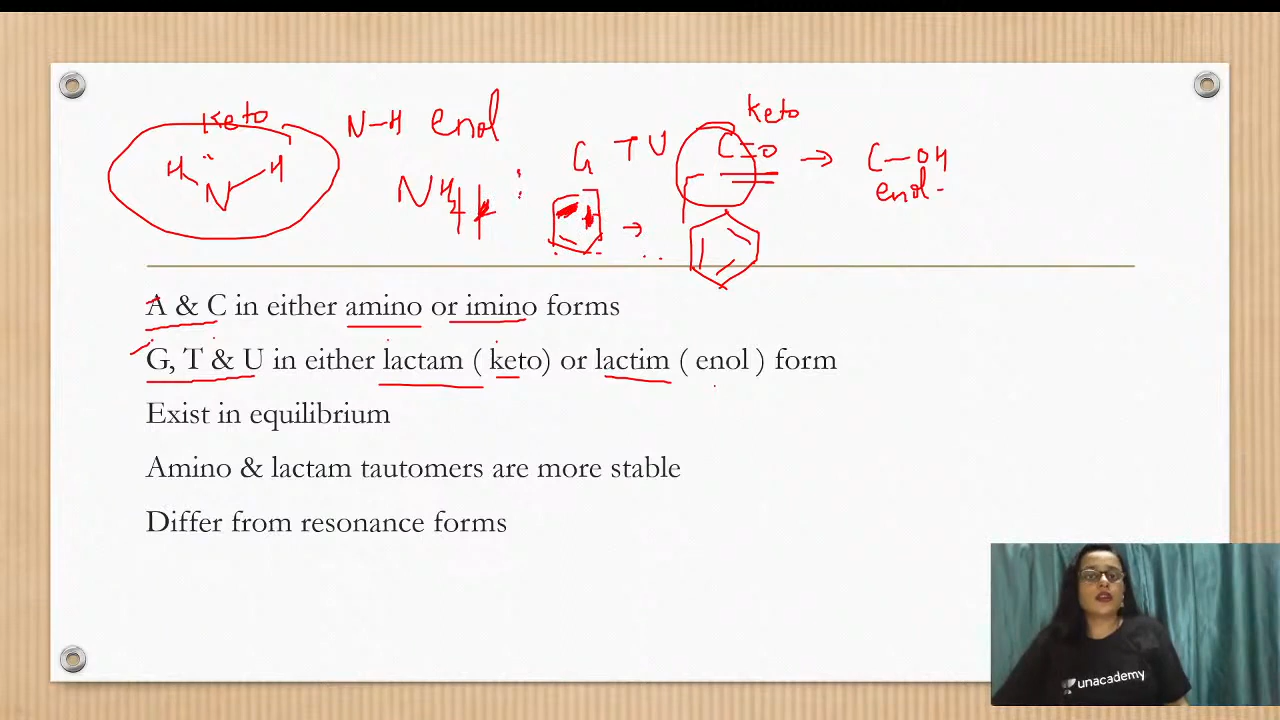 Keto N-H enol
H N H
NH2
G T U
keto
C=O → C-OH
enol
A & C in either amino or imino forms
G, T & U in either lactam ( keto) or lactim ( enol ) form
Exist in equilibrium
Amino & lactam tautomers are more stable
Differ from resonance forms
unacademy